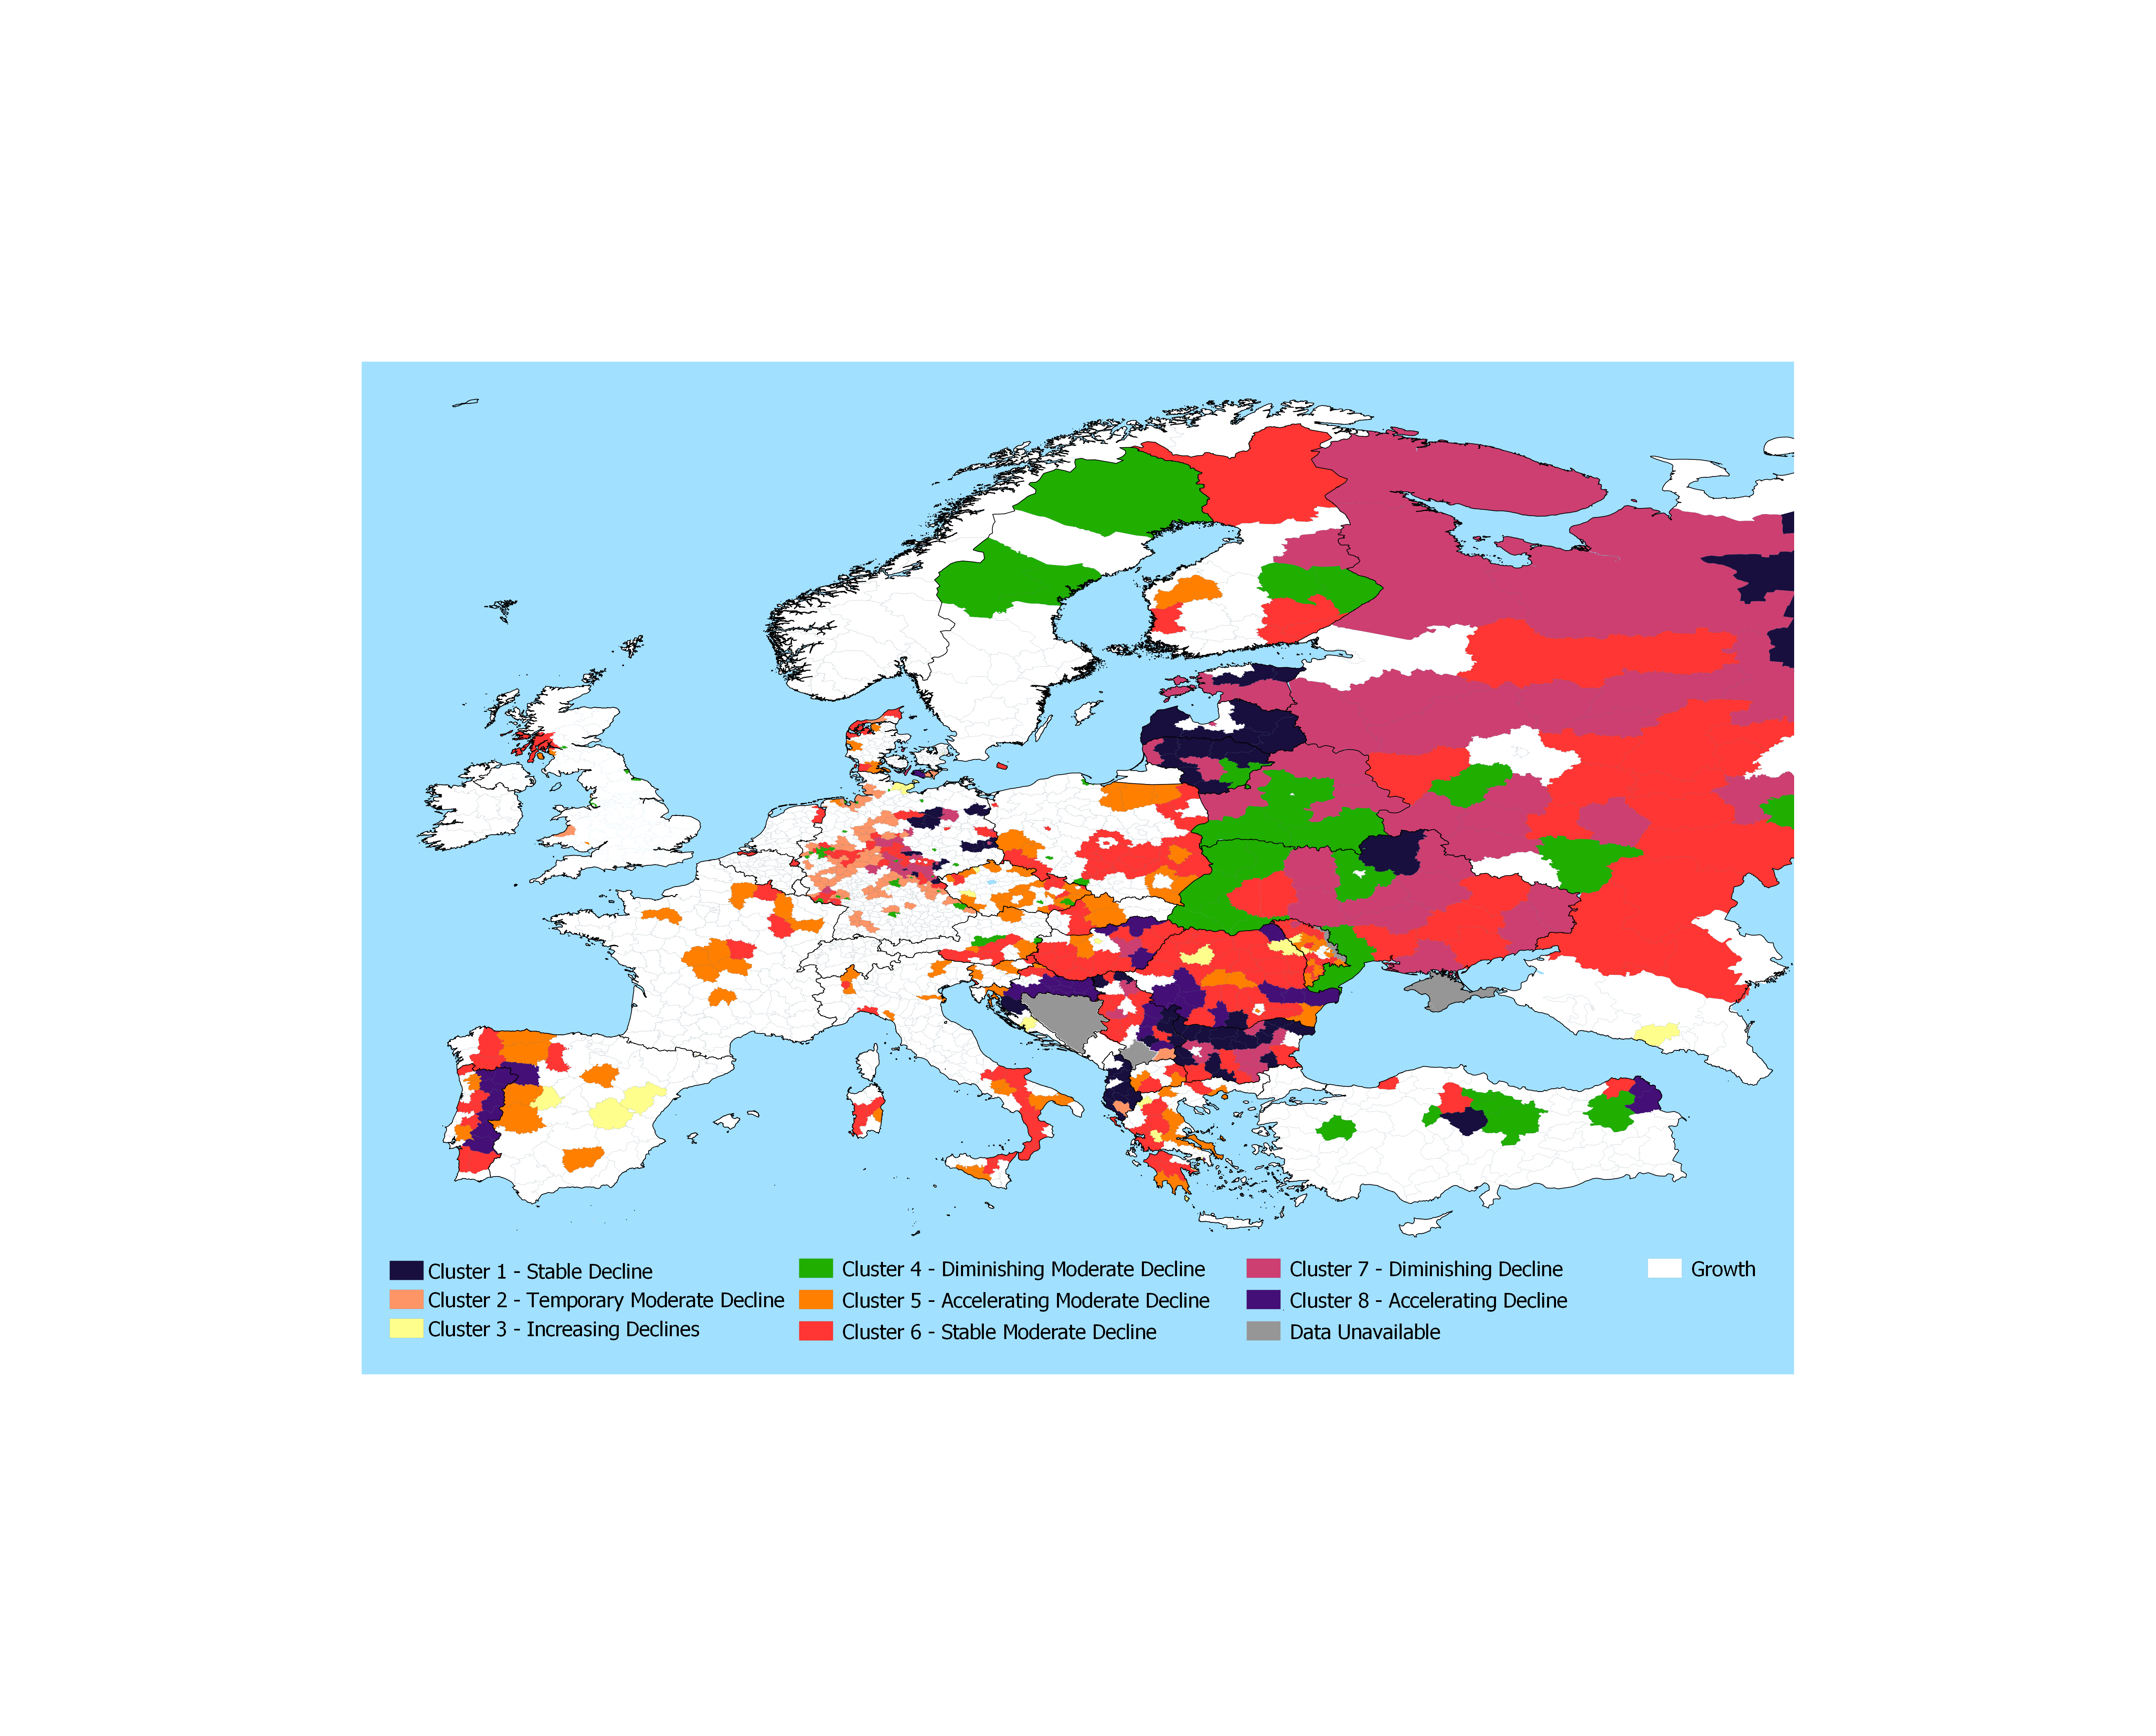 Cluster 1 - Stable Decline
Cluster 2 - Temporary Moderate Decline
Cluster 3 - Increasing Declines
Cluster 4 - Diminishing Moderate Decline
Cluster 5 - Accelerating Moderate Decline
Cluster 6 - Stable Moderate Decline
Cluster 7 - Diminishing Decline
Cluster 8 - Accelerating Decline
Data Unavailable
Growth